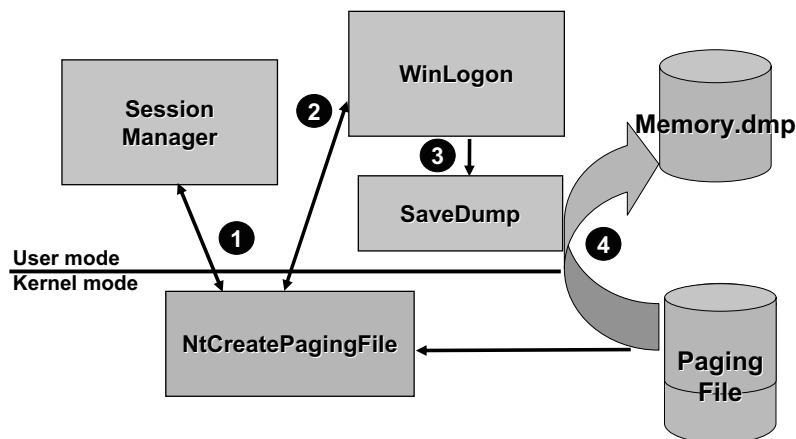 Session
Manager
WinLogon
Memory.dmp
SaveDump
1
2
3
4
User mode
Kernel mode
NtCreatePagingFile
Paging
File